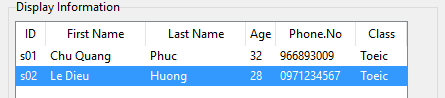 Display Information
ID First Name Last Name Age Phone.No Class
s01 Chu Quang Phuc 32 966893009 Toeic
s02 Le Dieu Huong 28 0971234567 Toeic